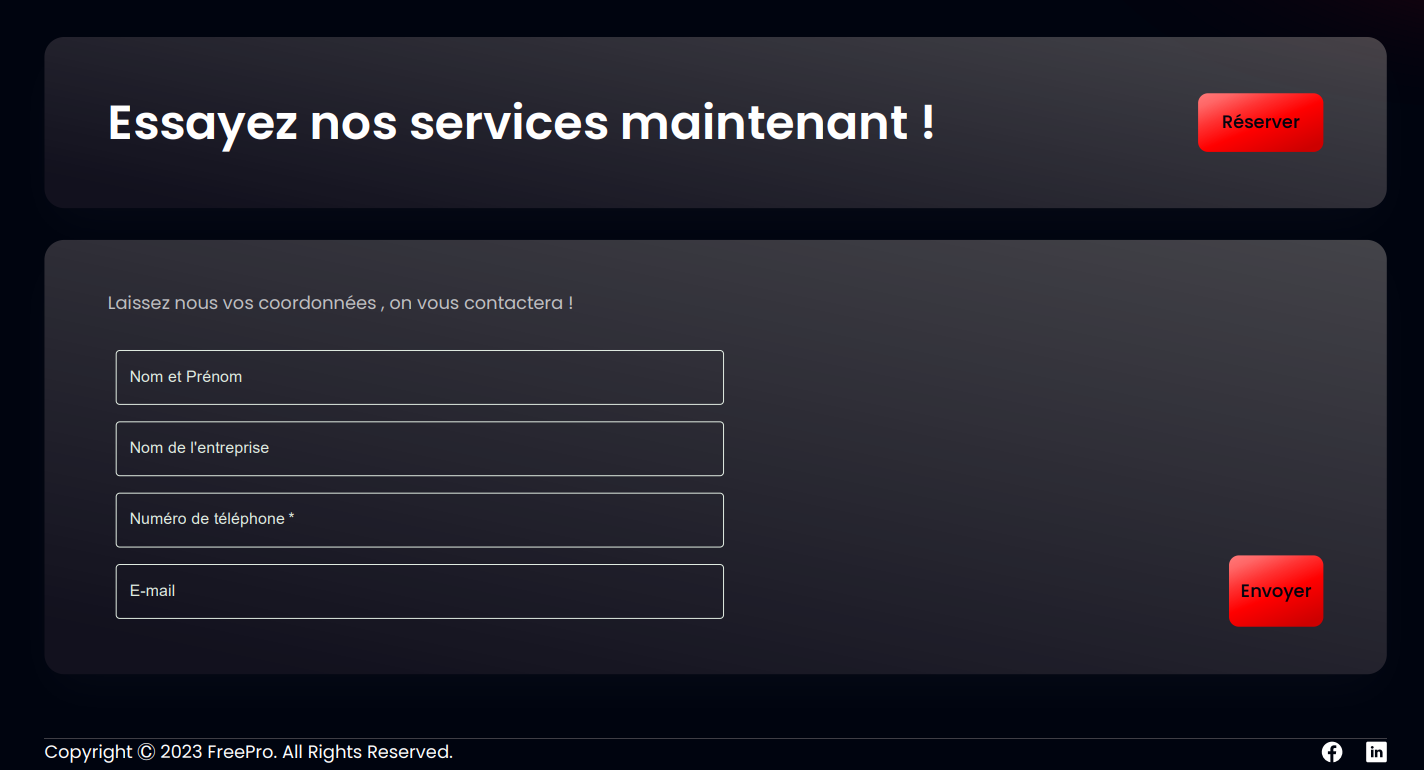 Essayez nos services maintenant !
Réserver
Laissez nous vos coordonnées , on vous contactera !
Nom et Prénom
Nom de l'entreprise
Numéro de téléphone *
E-mail
Envoyer
Copyright Ⓒ 2023 FreePro. All Rights Reserved.